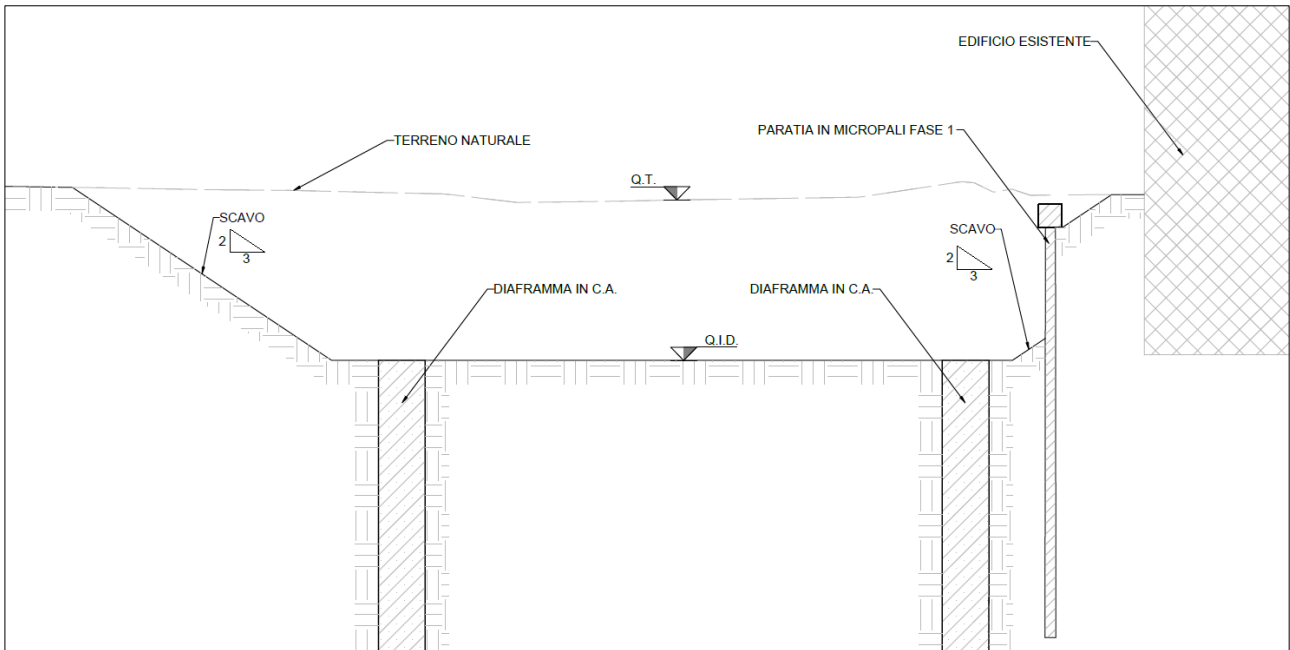 EDIFICIO ESISTENTE
PARATIA IN MICROPALI FASE 1
TERRENO NATURALE
Q.T.
SCAVO
2
3
SCAVO
2
3
DIAFRAMMA IN C.A.
DIAFRAMMA IN C.A.
Q.I.D.